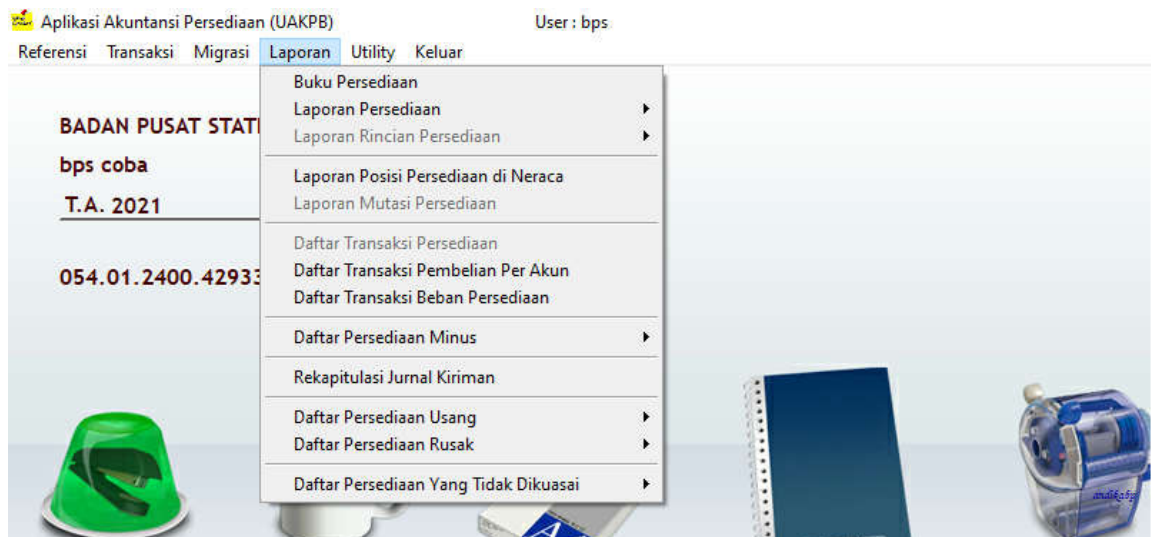 Aplikasi Akuntansi Persediaan (UAKPB) User : bps
Referensi Transaksi Migrasi Laporan Utility Keluar
Buku Persediaan
Laporan Persediaan
Laporan Rincian Persediaan
Laporan Posisi Persediaan di Neraca
Laporan Mutasi Persediaan
Daftar Transaksi Persediaan
Daftar Transaksi Pembelian Per Akun
Daftar Transaksi Beban Persediaan
Daftar Persediaan Minus
Rekapitulasi Jurnal Kiriman
Daftar Persediaan Usang
Daftar Persediaan Rusak
Daftar Persediaan Yang Tidak Dikuasai
BADAN PUSAT STATI
bps coba
T.A. 2021
054.01.2400.42933
A